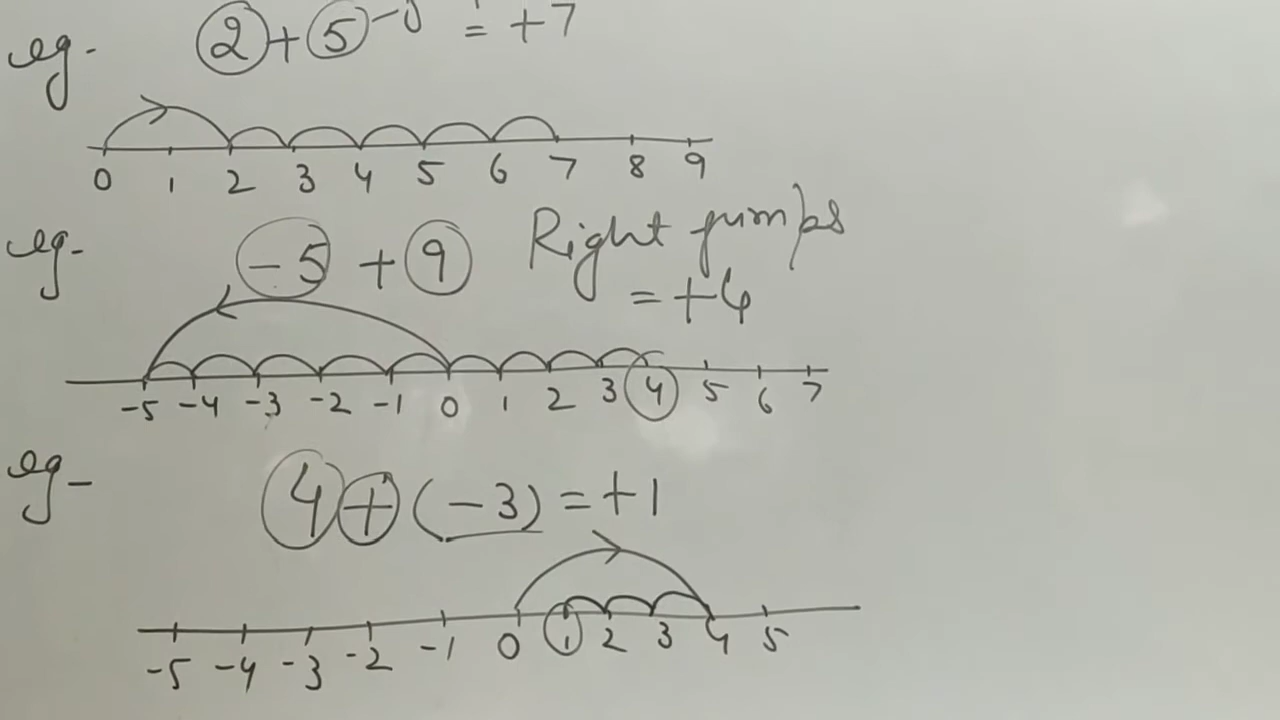 eg- 2 + 5 = +7
0 1 2 3 4 5 6 7 8 9
eg- -5 + 9 Right jumps
= +4
-5 -4 -3 -2 -1 0 1 2 3 4 5 6 7
eg- 4 + (-3) = +1
-5 -4 -3 -2 -1 0 1 2 3 4 5